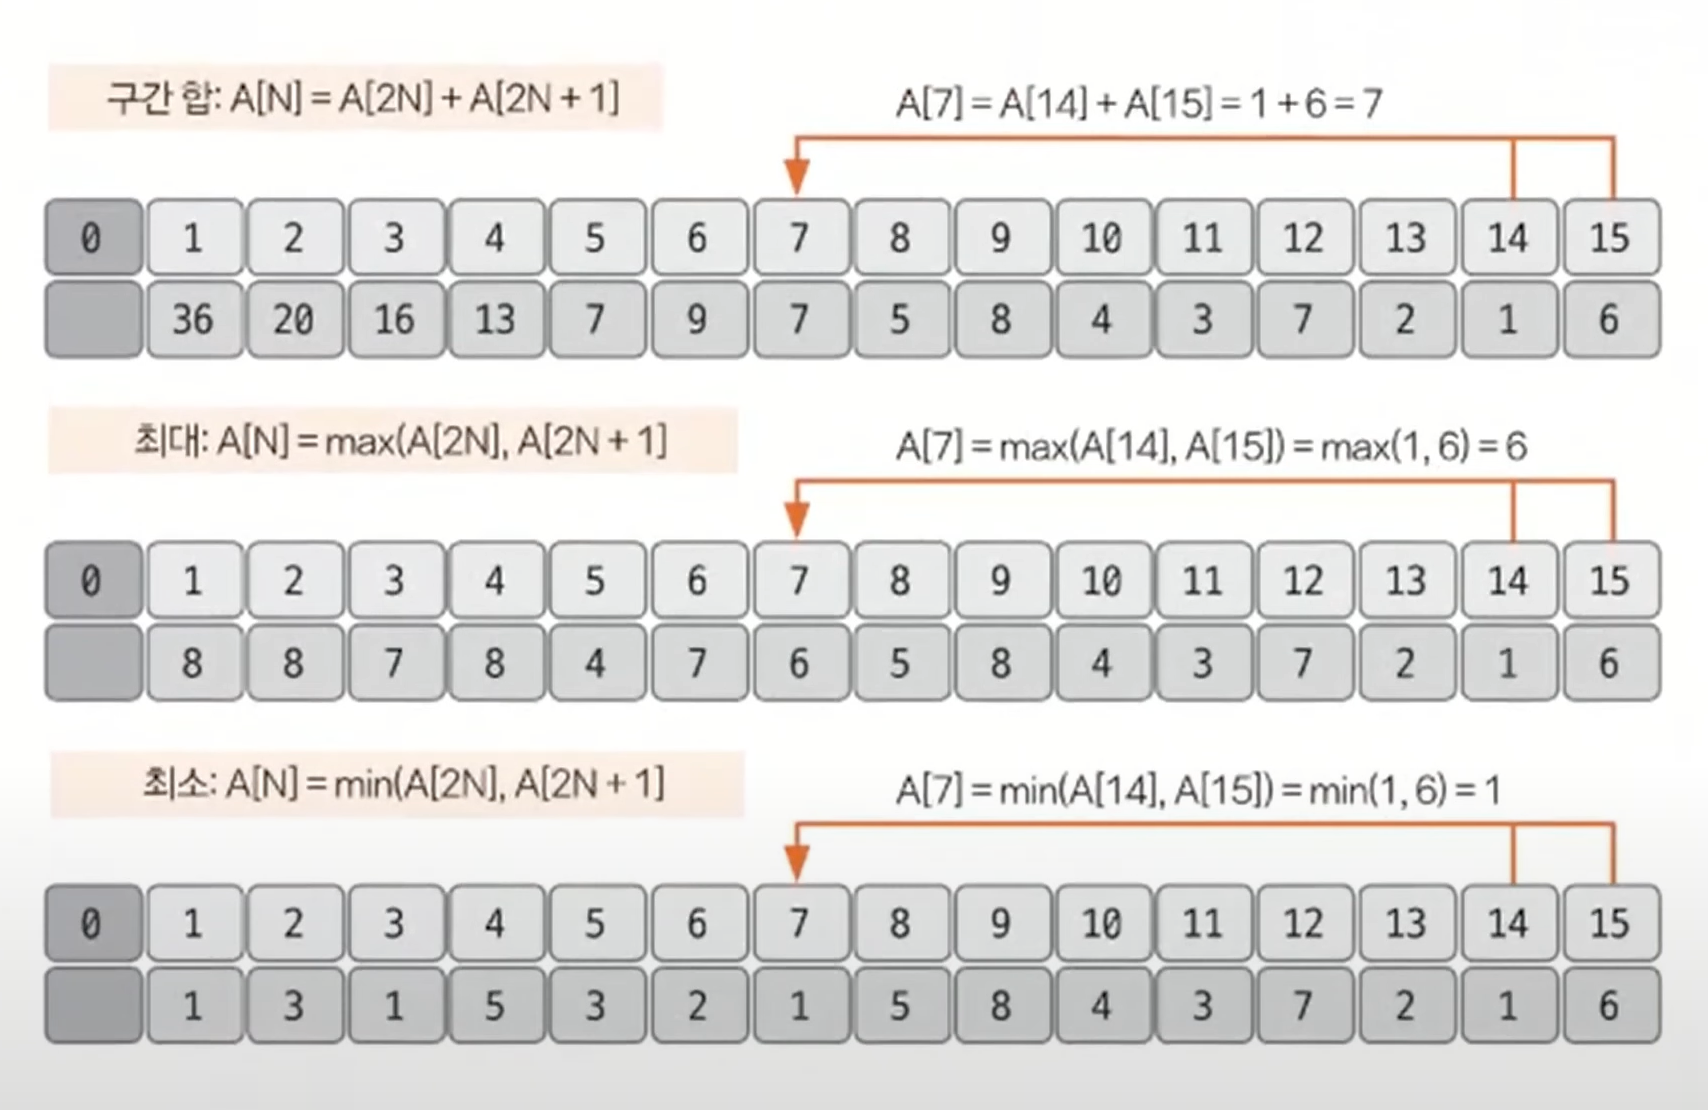 구간 합: A[N] = A[2N] + A[2N + 1]
A[7] = A[14] + A[15] = 1 + 6 = 7
0 1 2 3 4 5 6 7 8 9 10 11 12 13 14 15
36 20 16 13 7 9 7 5 8 4 3 7 2 1 6
최대: A[N] = max(A[2N], A[2N + 1]
A[7] = max(A[14], A[15]) = max(1, 6) = 6
0 1 2 3 4 5 6 7 8 9 10 11 12 13 14 15
8 8 7 8 4 7 6 5 8 4 3 7 2 1 6
최소: A[N] = min(A[2N], A[2N + 1]
A[7] = min(A[14], A[15]) = min(1, 6) = 1
0 1 2 3 4 5 6 7 8 9 10 11 12 13 14 15
1 3 1 5 3 2 1 5 8 4 3 7 2 1 6